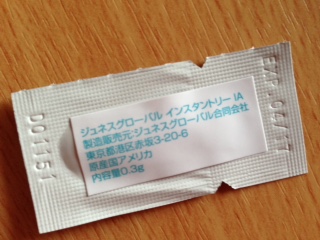 ジュネスグローバル インスタントリー IA
製造販売元:ジュネスグローバル合同会社
東京都港区赤坂3-20-6
原産国アメリカ
内容量0.3g
DO1151